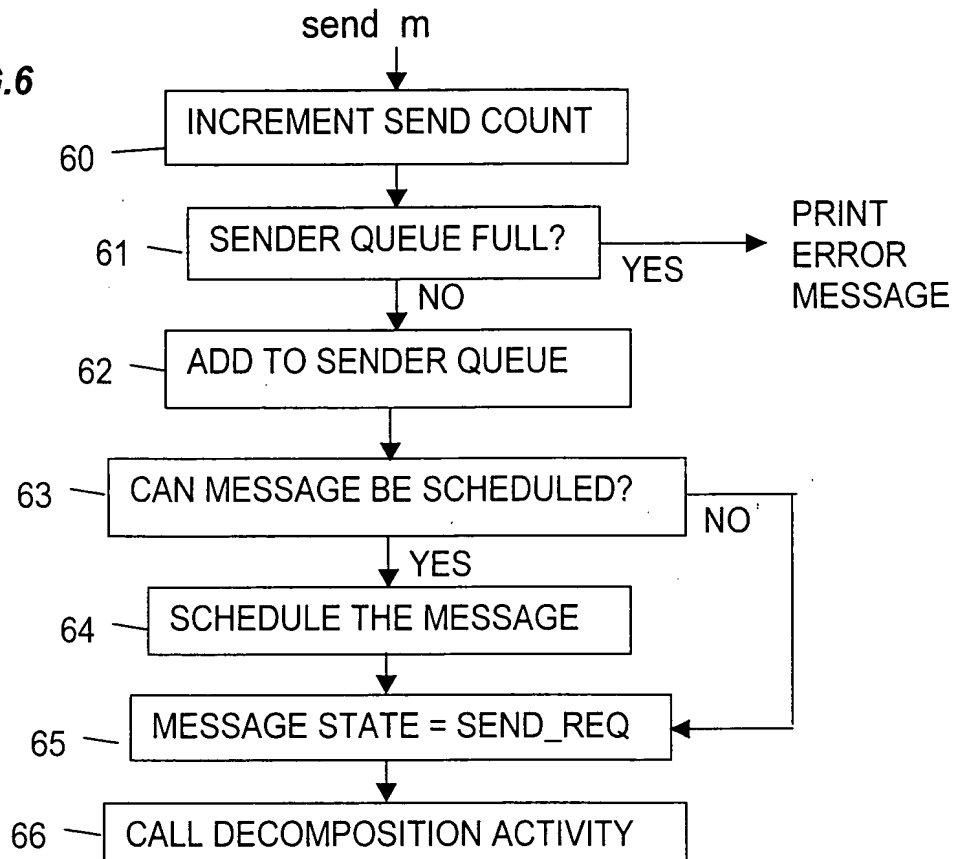 send m
.6
INCREMENT SEND COUNT
60
SENDER QUEUE FULL?
61
YES
PRINT
ERROR
MESSAGE
NO
ADD TO SENDER QUEUE
62
CAN MESSAGE BE SCHEDULED?
63
NO
YES
SCHEDULE THE MESSAGE
64
MESSAGE STATE = SEND_REQ
65
CALL DECOMPOSITION ACTIVITY
66